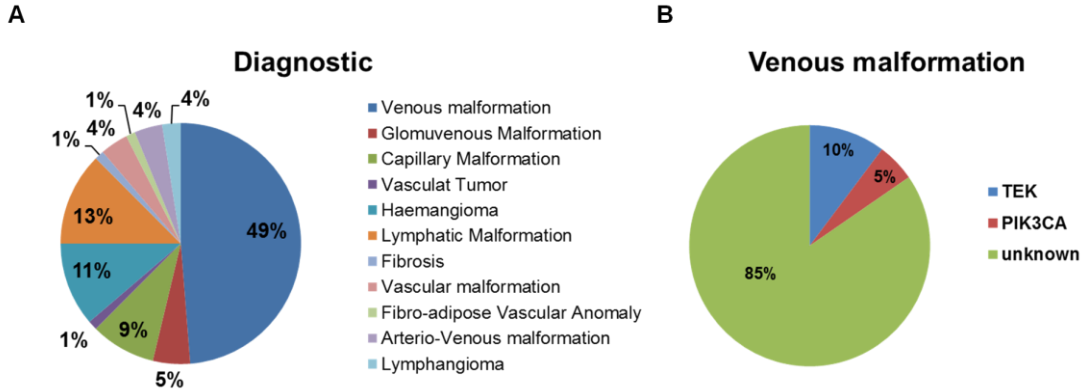 A
B
Diagnostic
Venous malformation
1%
4%
4%
4%
1%
13%
49%
11%
1%
9%
5%
Venous malformation
Glomuvenous Malformation
Capillary Malformation
Vasculat Tumor
Haemangioma
Lymphatic Malformation
Fibrosis
Vascular malformation
Fibro-adipose Vascular Anomaly
Arterio-Venous malformation
Lymphangioma
10%
5%
85%
TEK
PIK3CA
unknown